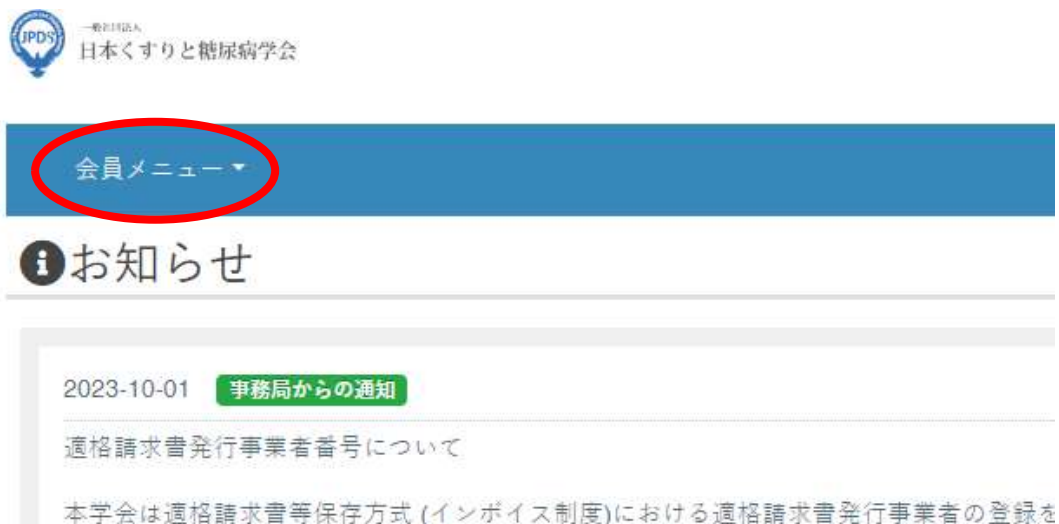 JPDS
一般社団法人
日本くすりと糖尿病学会
会員メニュー
お知らせ
2023-10-01 事務局からの通知
適格請求書発行事業者番号について
本学会は適格請求書等保存方式 (インボイス制度)における適格請求書発行事業者の登録を